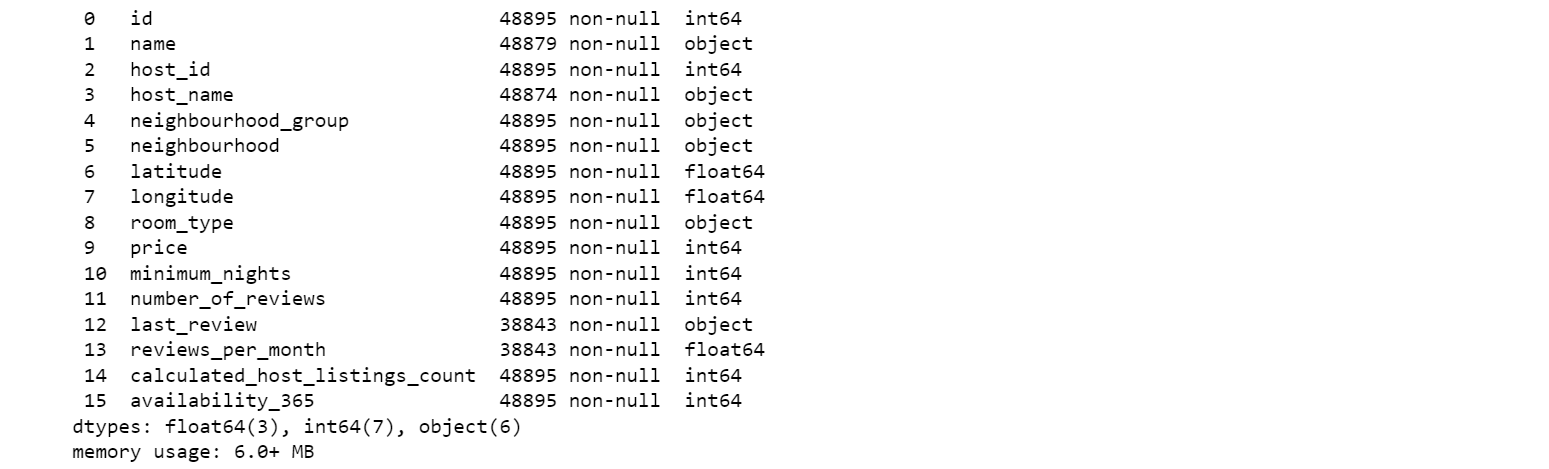 0   id                              48895 non-null  int64
1   name                            48879 non-null  object
2   host_id                         48895 non-null  int64
3   host_name                       48874 non-null  object
4   neighbourhood_group             48895 non-null  object
5   neighbourhood                   48895 non-null  object
6   latitude                        48895 non-null  float64
7   longitude                       48895 non-null  float64
8   room_type                       48895 non-null  object
9   price                           48895 non-null  int64
10  minimum_nights                  48895 non-null  int64
11  number_of_reviews               48895 non-null  int64
12  last_review                     38843 non-null  object
13  reviews_per_month               38843 non-null  float64
14  calculated_host_listings_count  48895 non-null  int64
15  availability_365                48895 non-null  int64
dtypes: float64(3), int64(7), object(6)
memory usage: 6.0+ MB